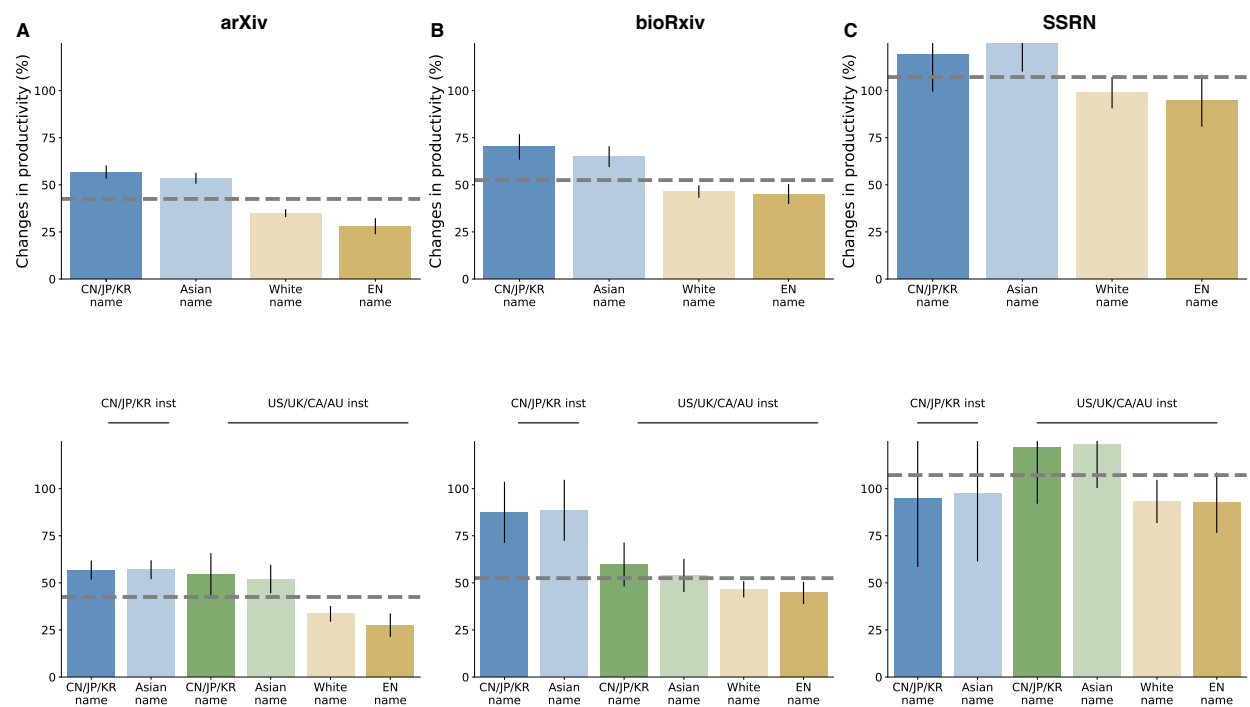 A
arXiv
Changes in productivity (%)
100
75
50
25
0
CN/JP/KR
name
Asian
name
White
name
EN
name
B
bioRxiv
Changes in productivity (%)
100
75
50
25
0
CN/JP/KR
name
Asian
name
White
name
EN
name
C
SSRN
Changes in productivity (%)
100
75
50
25
0
CN/JP/KR
name
Asian
name
White
name
EN
name
CN/JP/KR inst
US/UK/CA/AU inst
100
75
50
25
0
CN/JP/KR
name
Asian
name
CN/JP/KR
name
Asian
name
White
name
EN
name
CN/JP/KR inst
US/UK/CA/AU inst
100
75
50
25
0
CN/JP/KR
name
Asian
name
CN/JP/KR
name
Asian
name
White
name
EN
name
CN/JP/KR inst
US/UK/CA/AU inst
100
75
50
25
0
CN/JP/KR
name
Asian
name
CN/JP/KR
name
Asian
name
White
name
EN
name